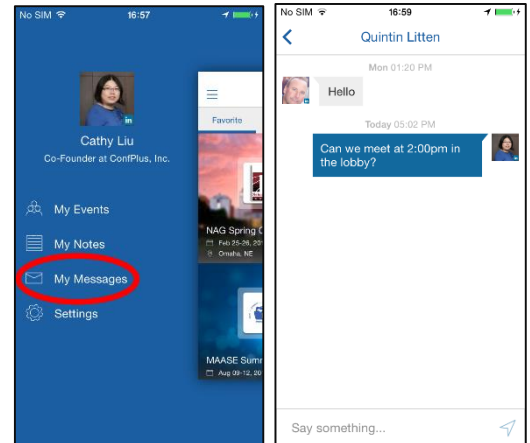 No SIM 16:57
in
Cathy Liu
Co-Founder at ConfPlus, Inc.
My Events
My Notes
My Messages
Settings
Favorite
NAG Spring
Feb 25-26, 20
Omaha, NE
MAASE Sum
Aug 09-12, 20
No SIM 16:59
Quintin Litten
Mon 01:20 PM
Hello
Today 05:02 PM
Can we meet at 2:00pm in
the lobby?
Say something...